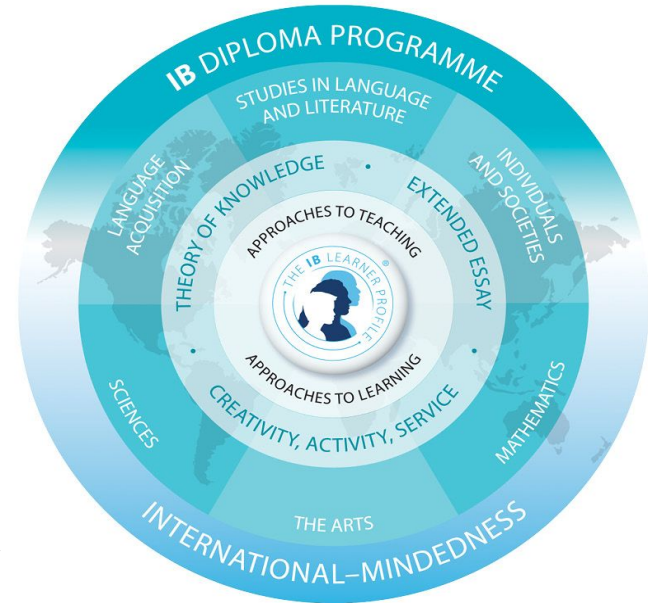 IB DIPLOMA PROGRAMME
STUDIES IN LANGUAGE
AND LITERATURE
LANGUAGE
ACQUISITION
INDIVIDUALS
AND SOCIETIES
THEORY OF KNOWLEDGE
•
EXTENDED ESSAY
•
•
APPROACHES TO TEACHING
THE IB LEARNER PROFILE
®
APPROACHES TO LEARNING
CREATIVITY, ACTIVITY, SERVICE
SCIENCES
MATHEMATICS
THE ARTS
INTERNATIONAL–MINDEDNESS